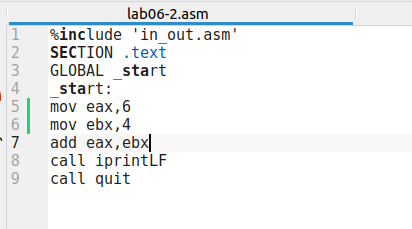 lab06-2.asm
1 %include 'in_out.asm'
2 SECTION .text
3 GLOBAL _start
4 _start:
5 mov eax,6
6 mov ebx,4
7 add eax,ebx
8 call iprintLF
9 call quit